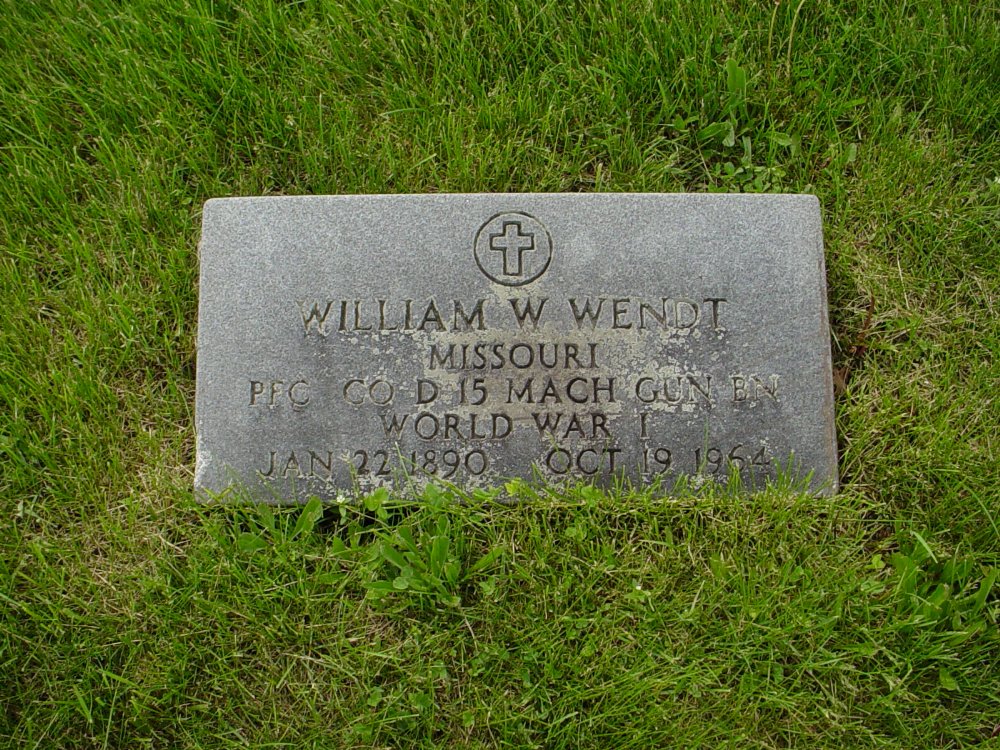 WILLIAM W WENDT
MISSOURI
PFC CO D 15 MACH GUN BN
WORLD WAR I
JAN 22 1890 OCT 19 1964